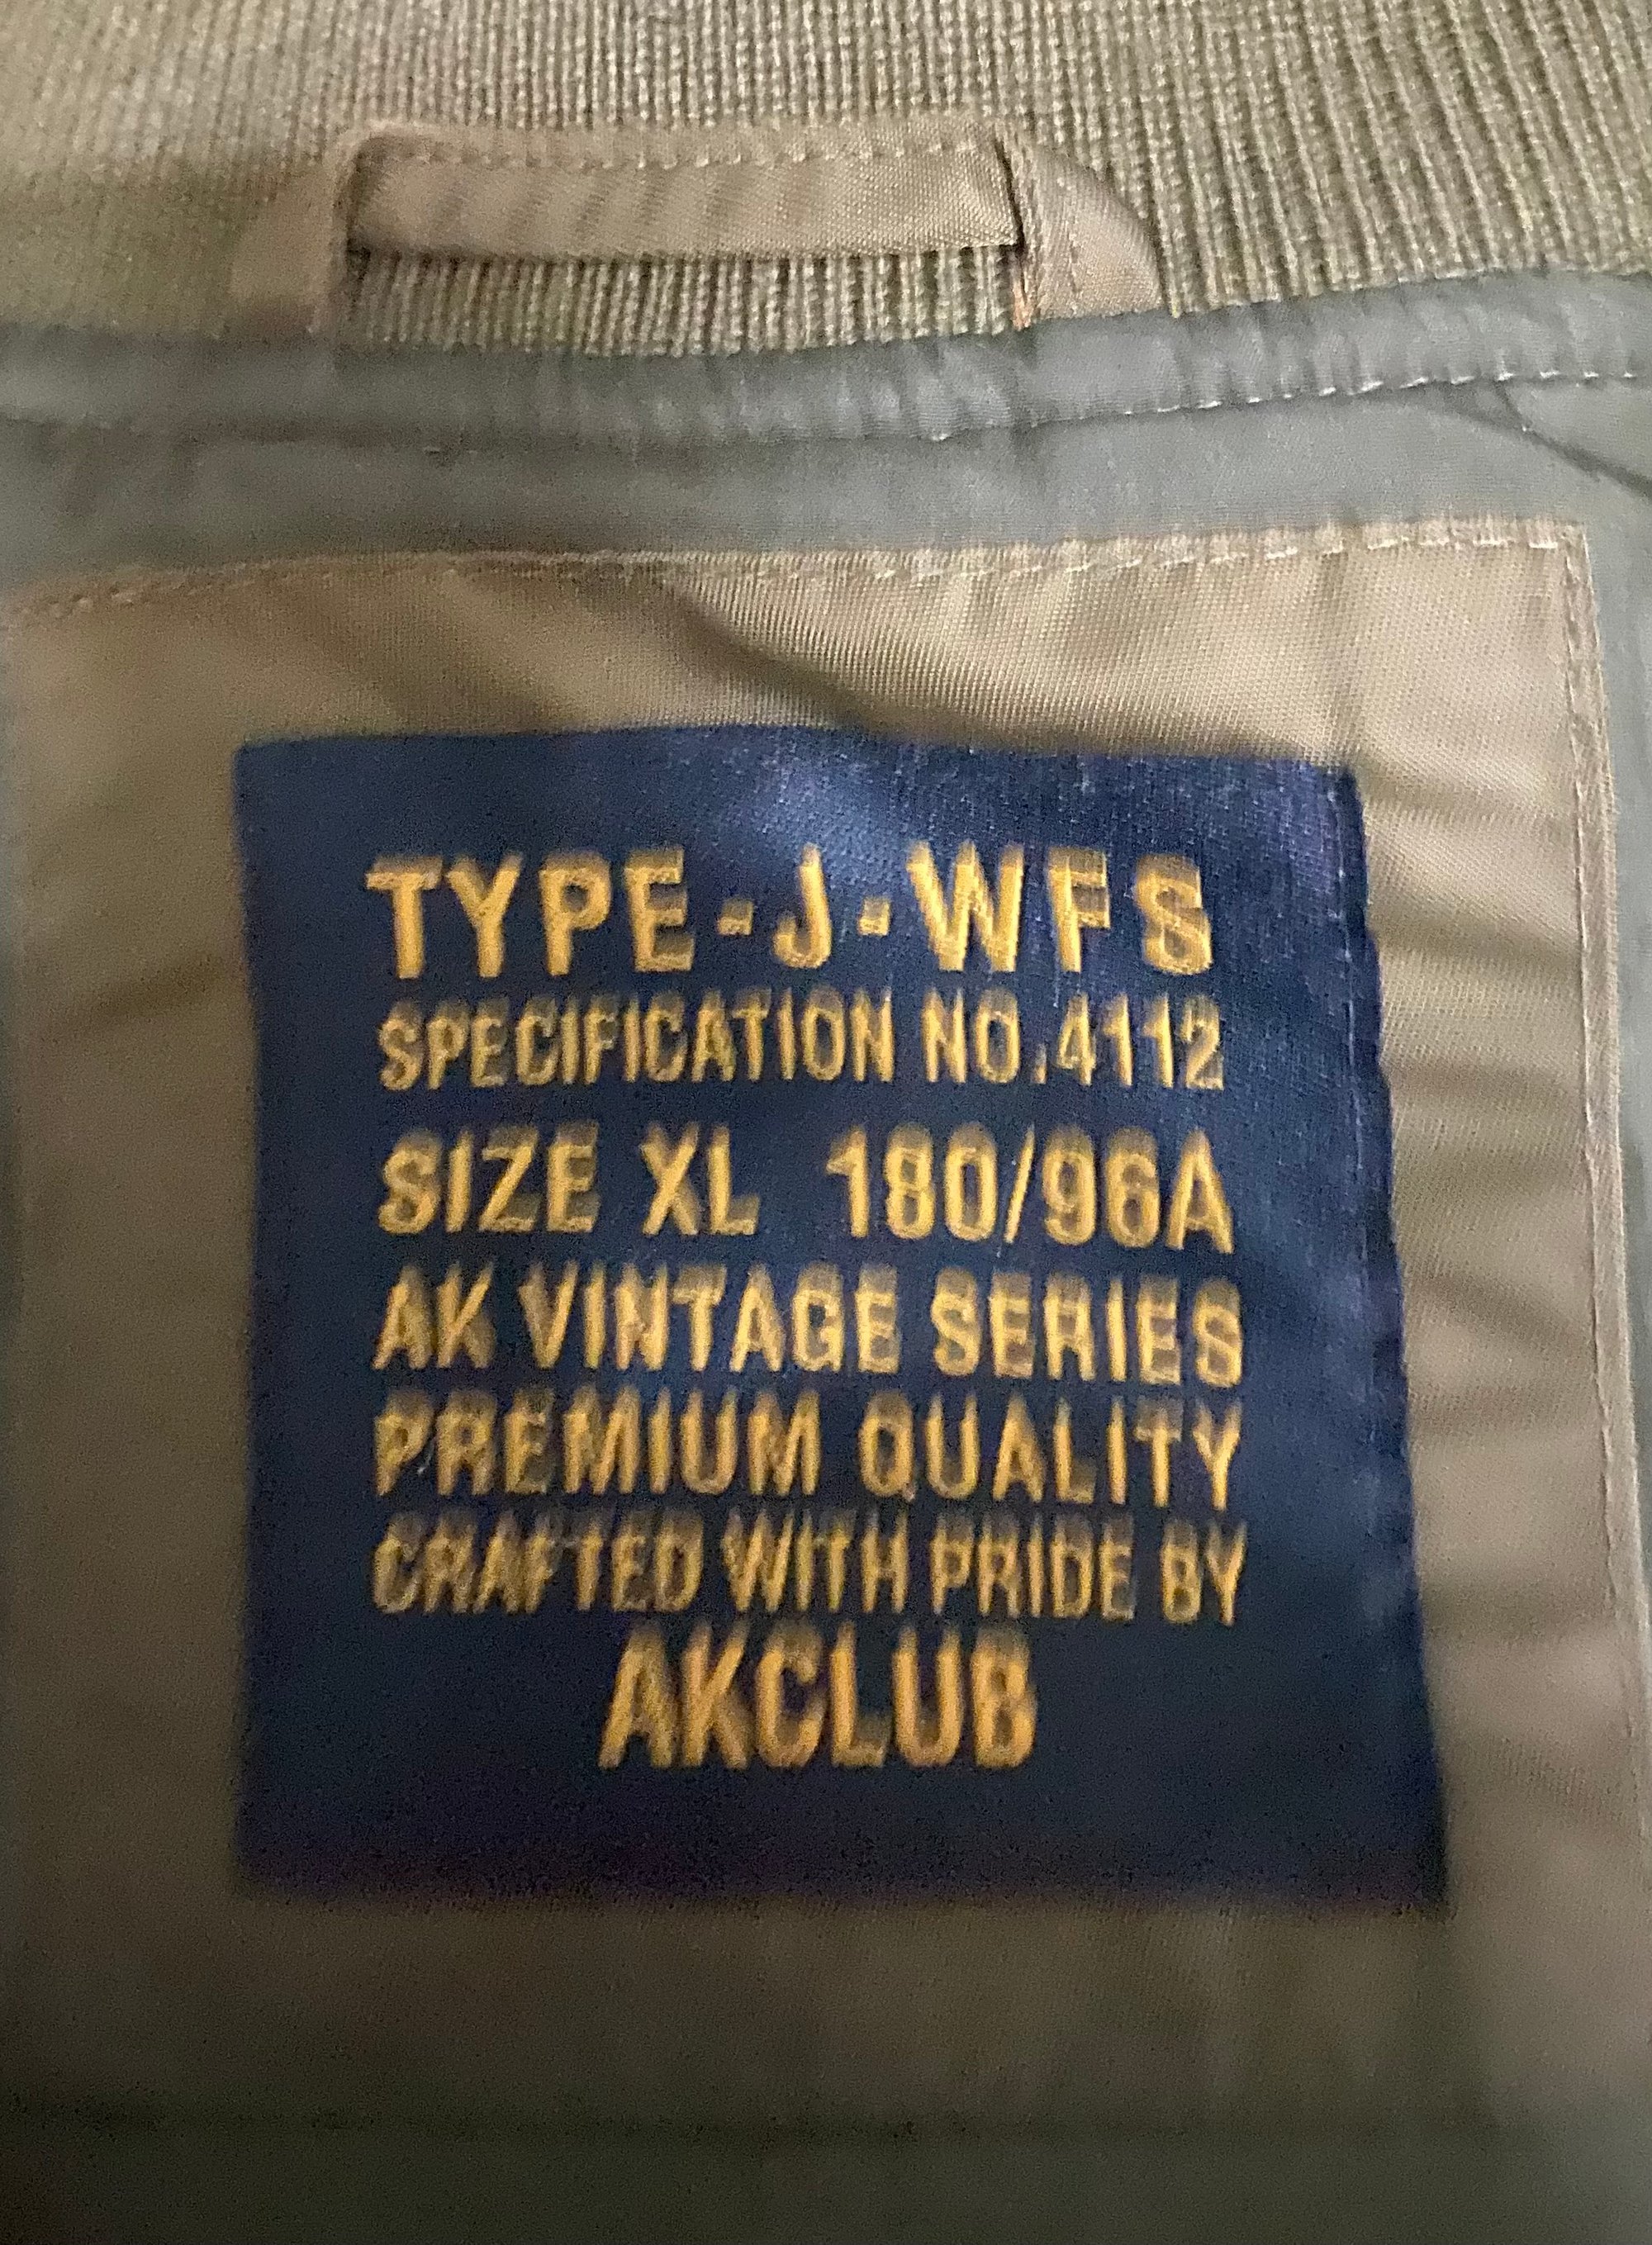 TYPE-J-WFS
SPECIFICATION NO.4112
SIZE XL 180/96A
AK VINTAGE SERIES
PREMIUM QUALITY
CRAFTED WITH PRIDE BY
AKCLUB